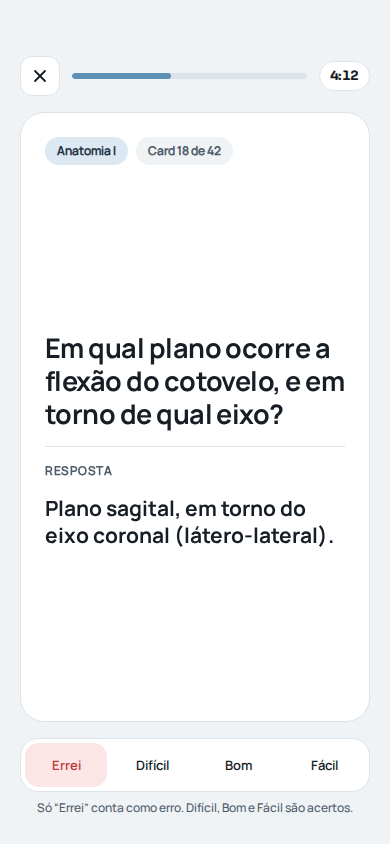 4:12
Anatomia I
Card 18 de 42
Em qual plano ocorre a
flexão do cotovelo, e em
torno de qual eixo?
RESPOSTA
Plano sagital, em torno do
eixo coronal (látero-lateral).
Errei
Difícil
Bom
Fácil
Só “Errei” conta como erro. Difícil, Bom e Fácil são acertos.